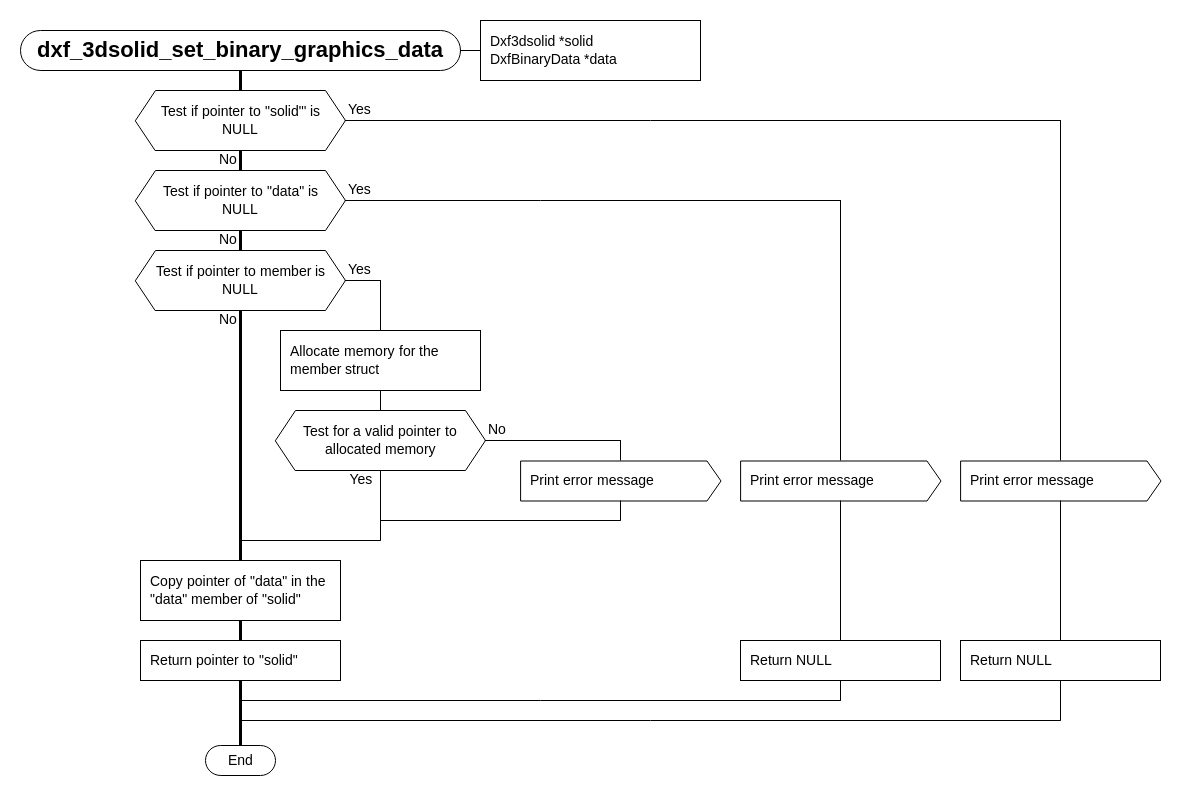 dxf_3dsolid_set_binary_graphics_data
Dxf3dsolid *solid
DxfBinaryData *data
Test if pointer to "solid"' is
NULL
Yes
No
Test if pointer to "data" is
NULL
Yes
No
Test if pointer to member is
NULL
Yes
No
Allocate memory for the
member struct
Test for a valid pointer to
allocated memory
No
Yes
Print error message
Print error message
Print error message
Copy pointer of "data" in the
"data" member of "solid"
Return pointer to "solid"
Return NULL
Return NULL
End